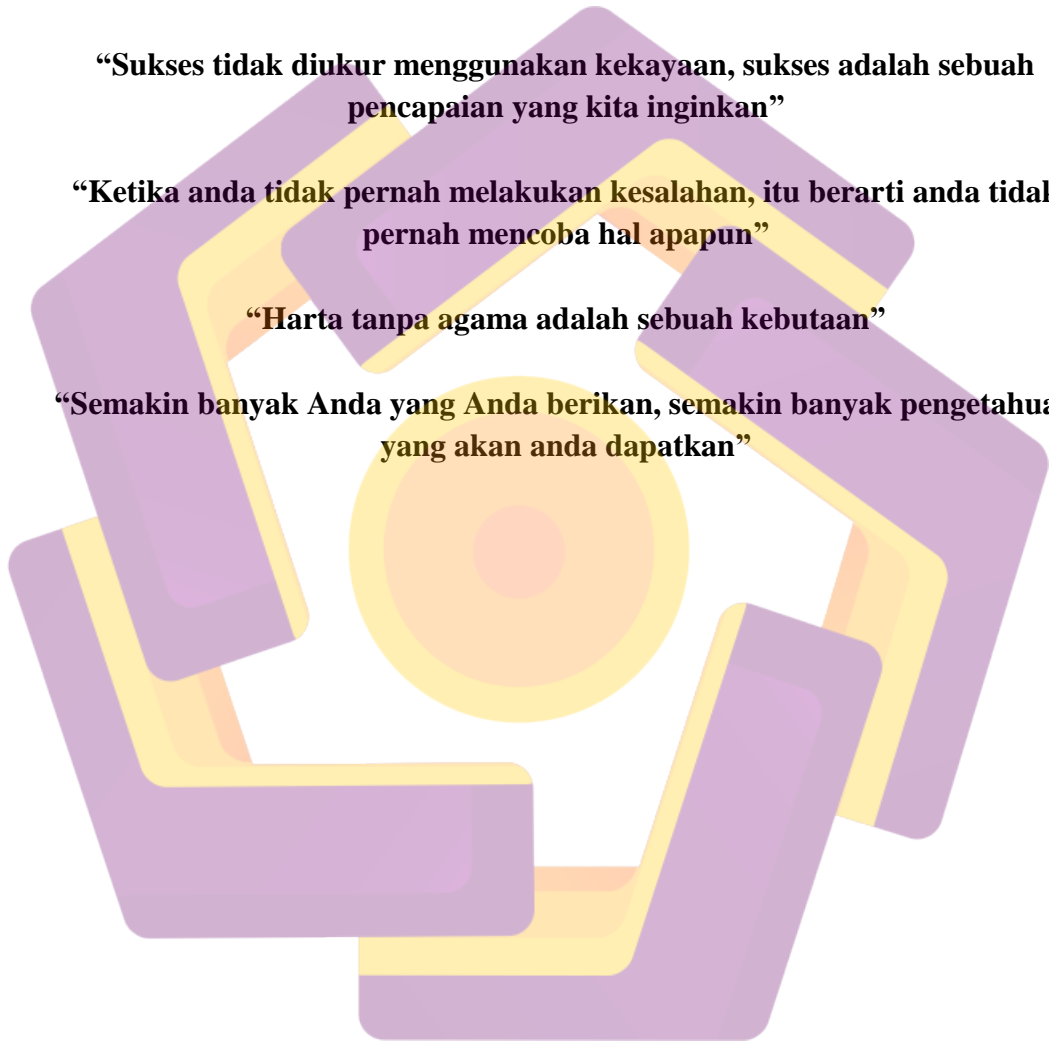 “Sukses tidak diukur menggunakan kekayaan, sukses adalah sebuah
pencapaian yang kita inginkan”
“Ketika anda tidak pernah melakukan kesalahan, itu berarti anda tidak
pernah mencoba hal apapun”
“Harta tanpa agama adalah sebuah kebutaan”
“Semakin banyak Anda yang Anda berikan, semakin banyak pengetahua
yang akan anda dapatkan”